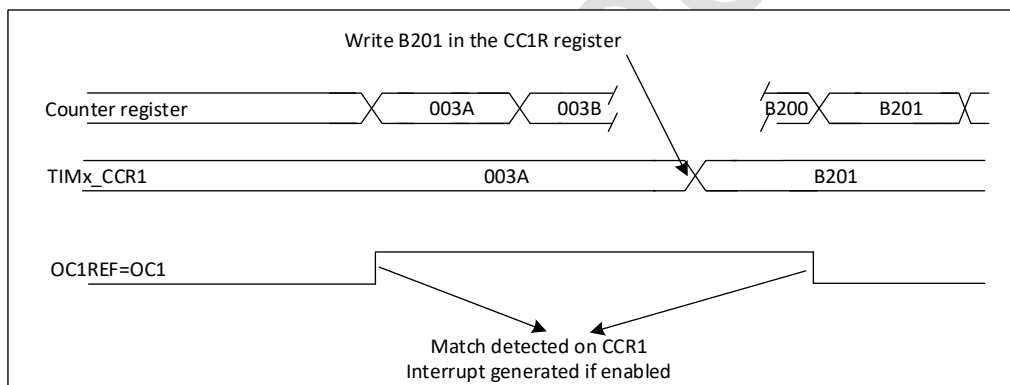 Write B201 in the CC1R register
Counter register 003A 003B B200 B201
TIMx_CCR1 003A B201
OC1REF=OC1
Match detected on CCR1
Interrupt generated if enabled